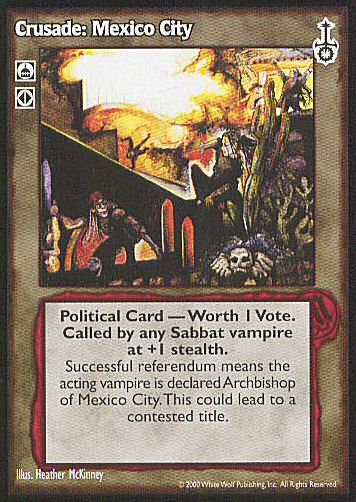 Crusade: Mexico City
Political Card — Worth 1 Vote.
Called by any Sabbat vampire
at +1 stealth.
Successful referendum means the
acting vampire is declared Archbishop
of Mexico City. This could lead to a
contested title.
Illus. Heather McKinney
© 2000 White Wolf Publishing, Inc. All Rights Reserved.